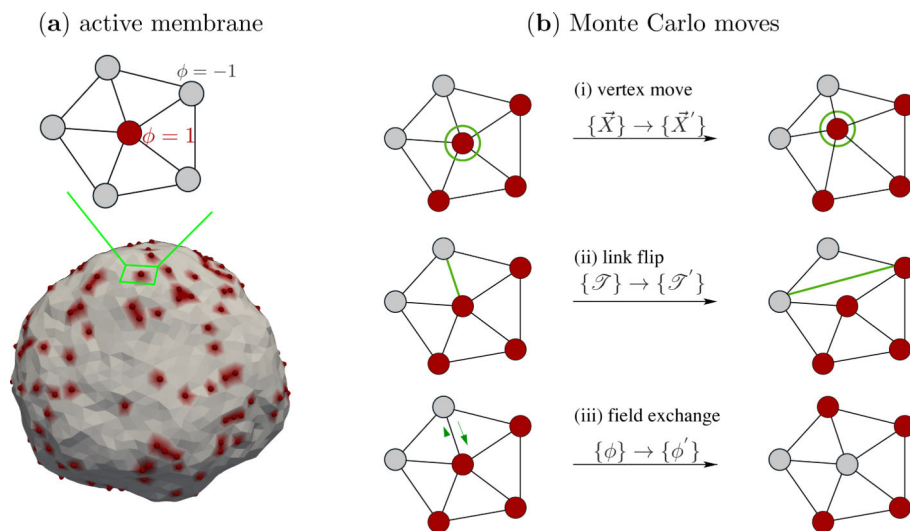 (a) active membrane
ϕ = −1
ϕ = 1
(b) Monte Carlo moves
(i) vertex move
{X⃗} → {X⃗′}
(ii) link flip
{𝒯} → {𝒯′}
(iii) field exchange
{ϕ} → {ϕ′}